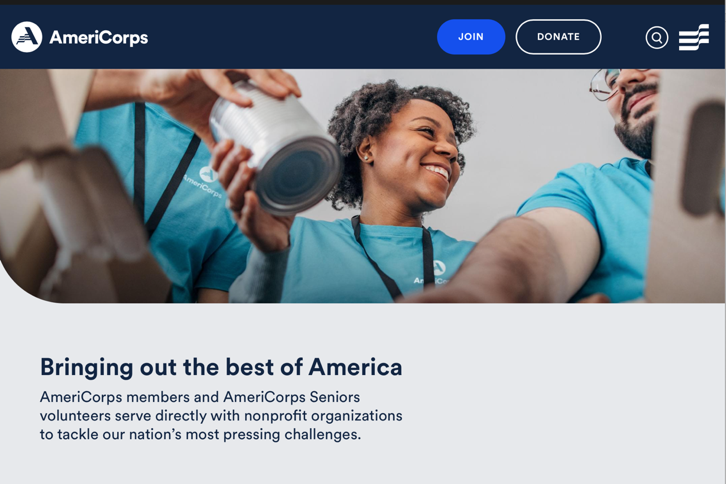 AmeriCorps
JOIN
DONATE
AmeriCorps
Bringing out the best of America
AmeriCorps members and AmeriCorps Seniors
volunteers serve directly with nonprofit organizations
to tackle our nation’s most pressing challenges.